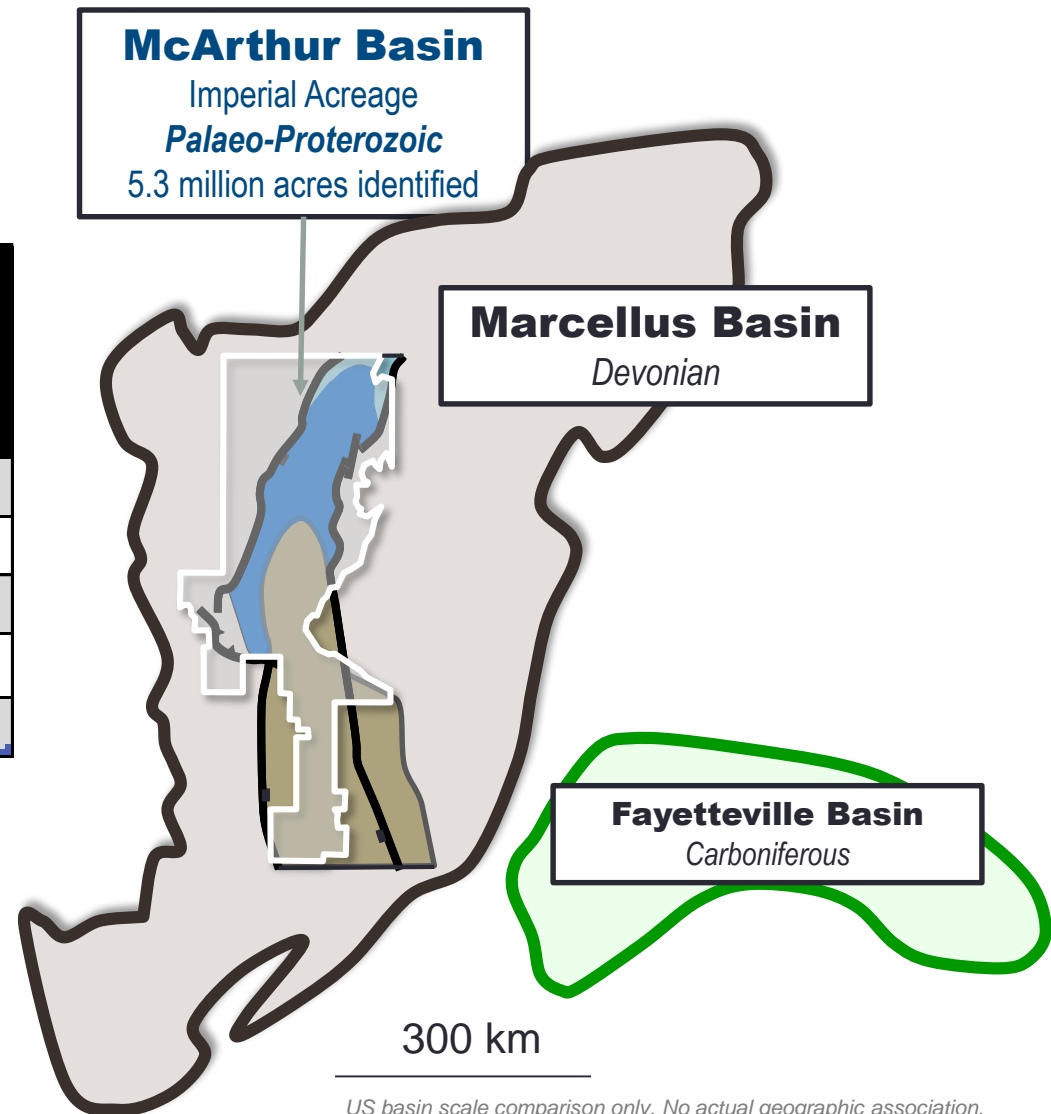 McArthur Basin
Imperial Acreage
Palaeo-Proterozoic
5.3 million acres identified
Marcellus Basin
Devonian
Fayetteville Basin
Carboniferous
300 km
US basin scale comparison only. No actual geographic association.